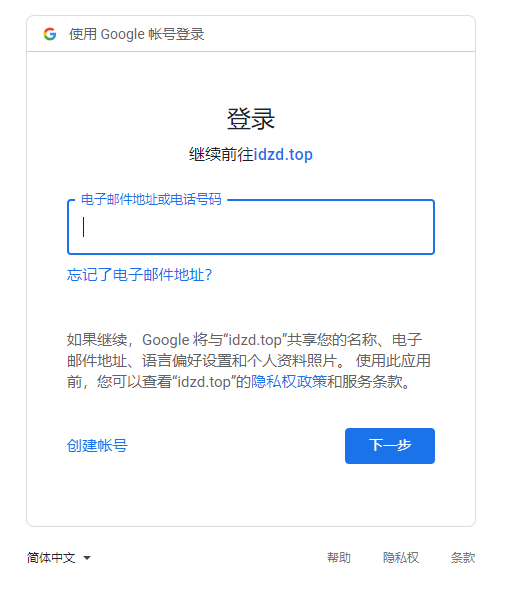 使用 Google 帐号登录
登录
继续前往idzd.top
电子邮件地址或电话号码
忘记了电子邮件地址？
如果继续，Google 将与“idzd.top”共享您的名称、电子
邮件地址、语言偏好设置和个人资料照片。 使用此应用
前，您可以查看“idzd.top”的隐私权政策和服务条款。
创建帐号
下一步
简体中文
帮助
隐私权
条款